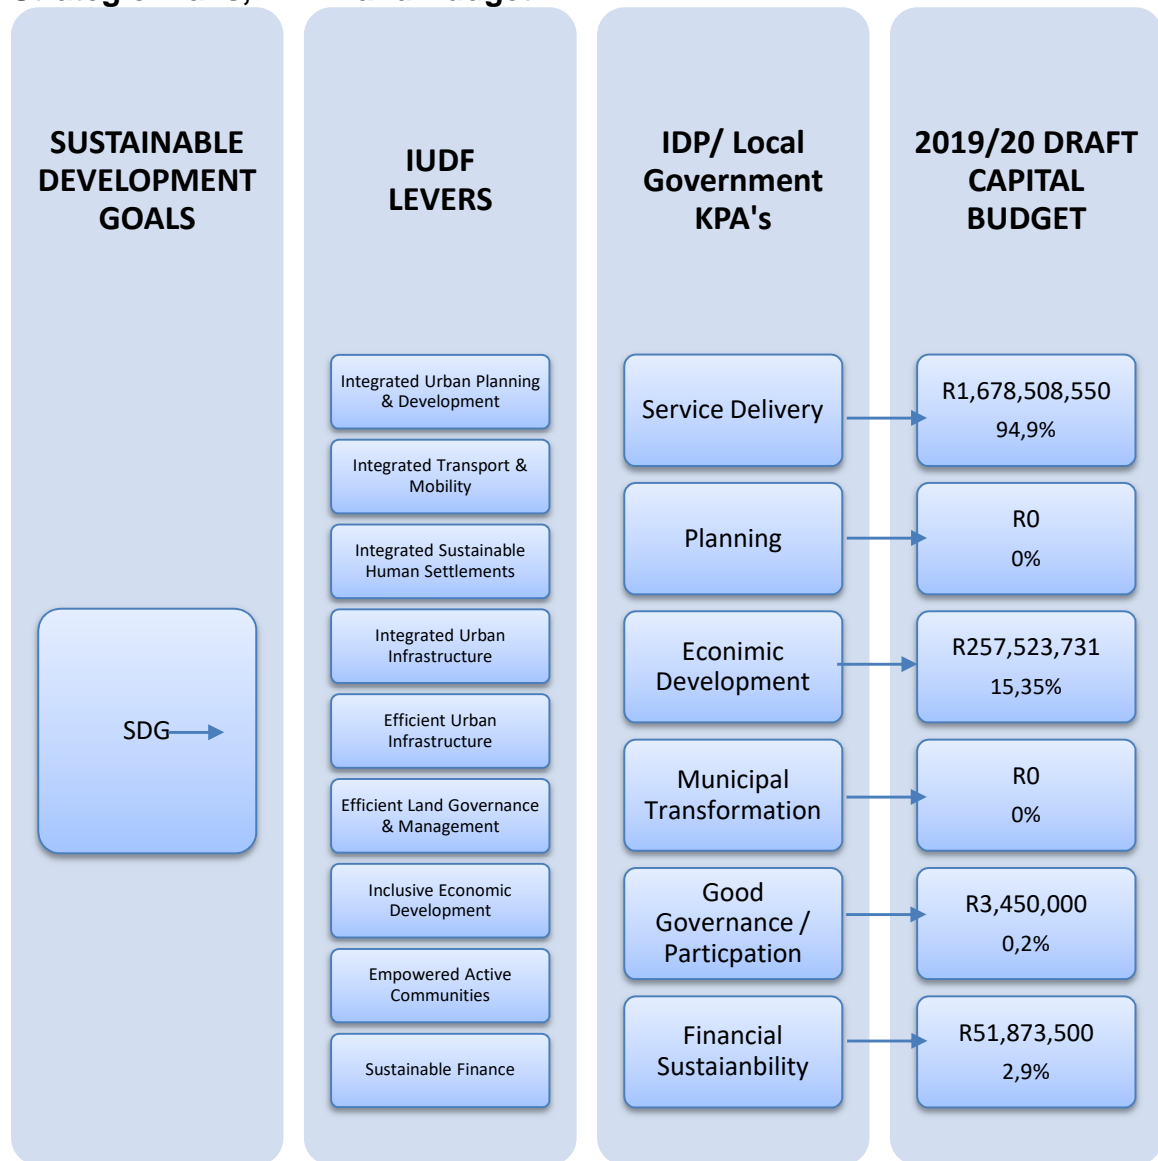 SUSTAINABLE
DEVELOPMENT
GOALS
SDG
IUDF
LEVERS
Integrated Urban Planning
& Development
Integrated Transport &
Mobility
Integrated Sustainable
Human Settlements
Integrated Urban
Infrastructure
Efficient Urban
Infrastructure
Efficient Land Governance
& Management
Inclusive Economic
Development
Empowered Active
Communities
Sustainable Finance
IDP/ Local
Government
KPA's
Service Delivery
Planning
Econimic
Development
Municipal
Transformation
Good
Governance /
Particpation
Financial
Sustaianbility
2019/20 DRAFT
CAPITAL
BUDGET
R1,678,508,550
94,9%
R0
0%
R257,523,731
15,35%
R0
0%
R3,450,000
0,2%
R51,873,500
2,9%